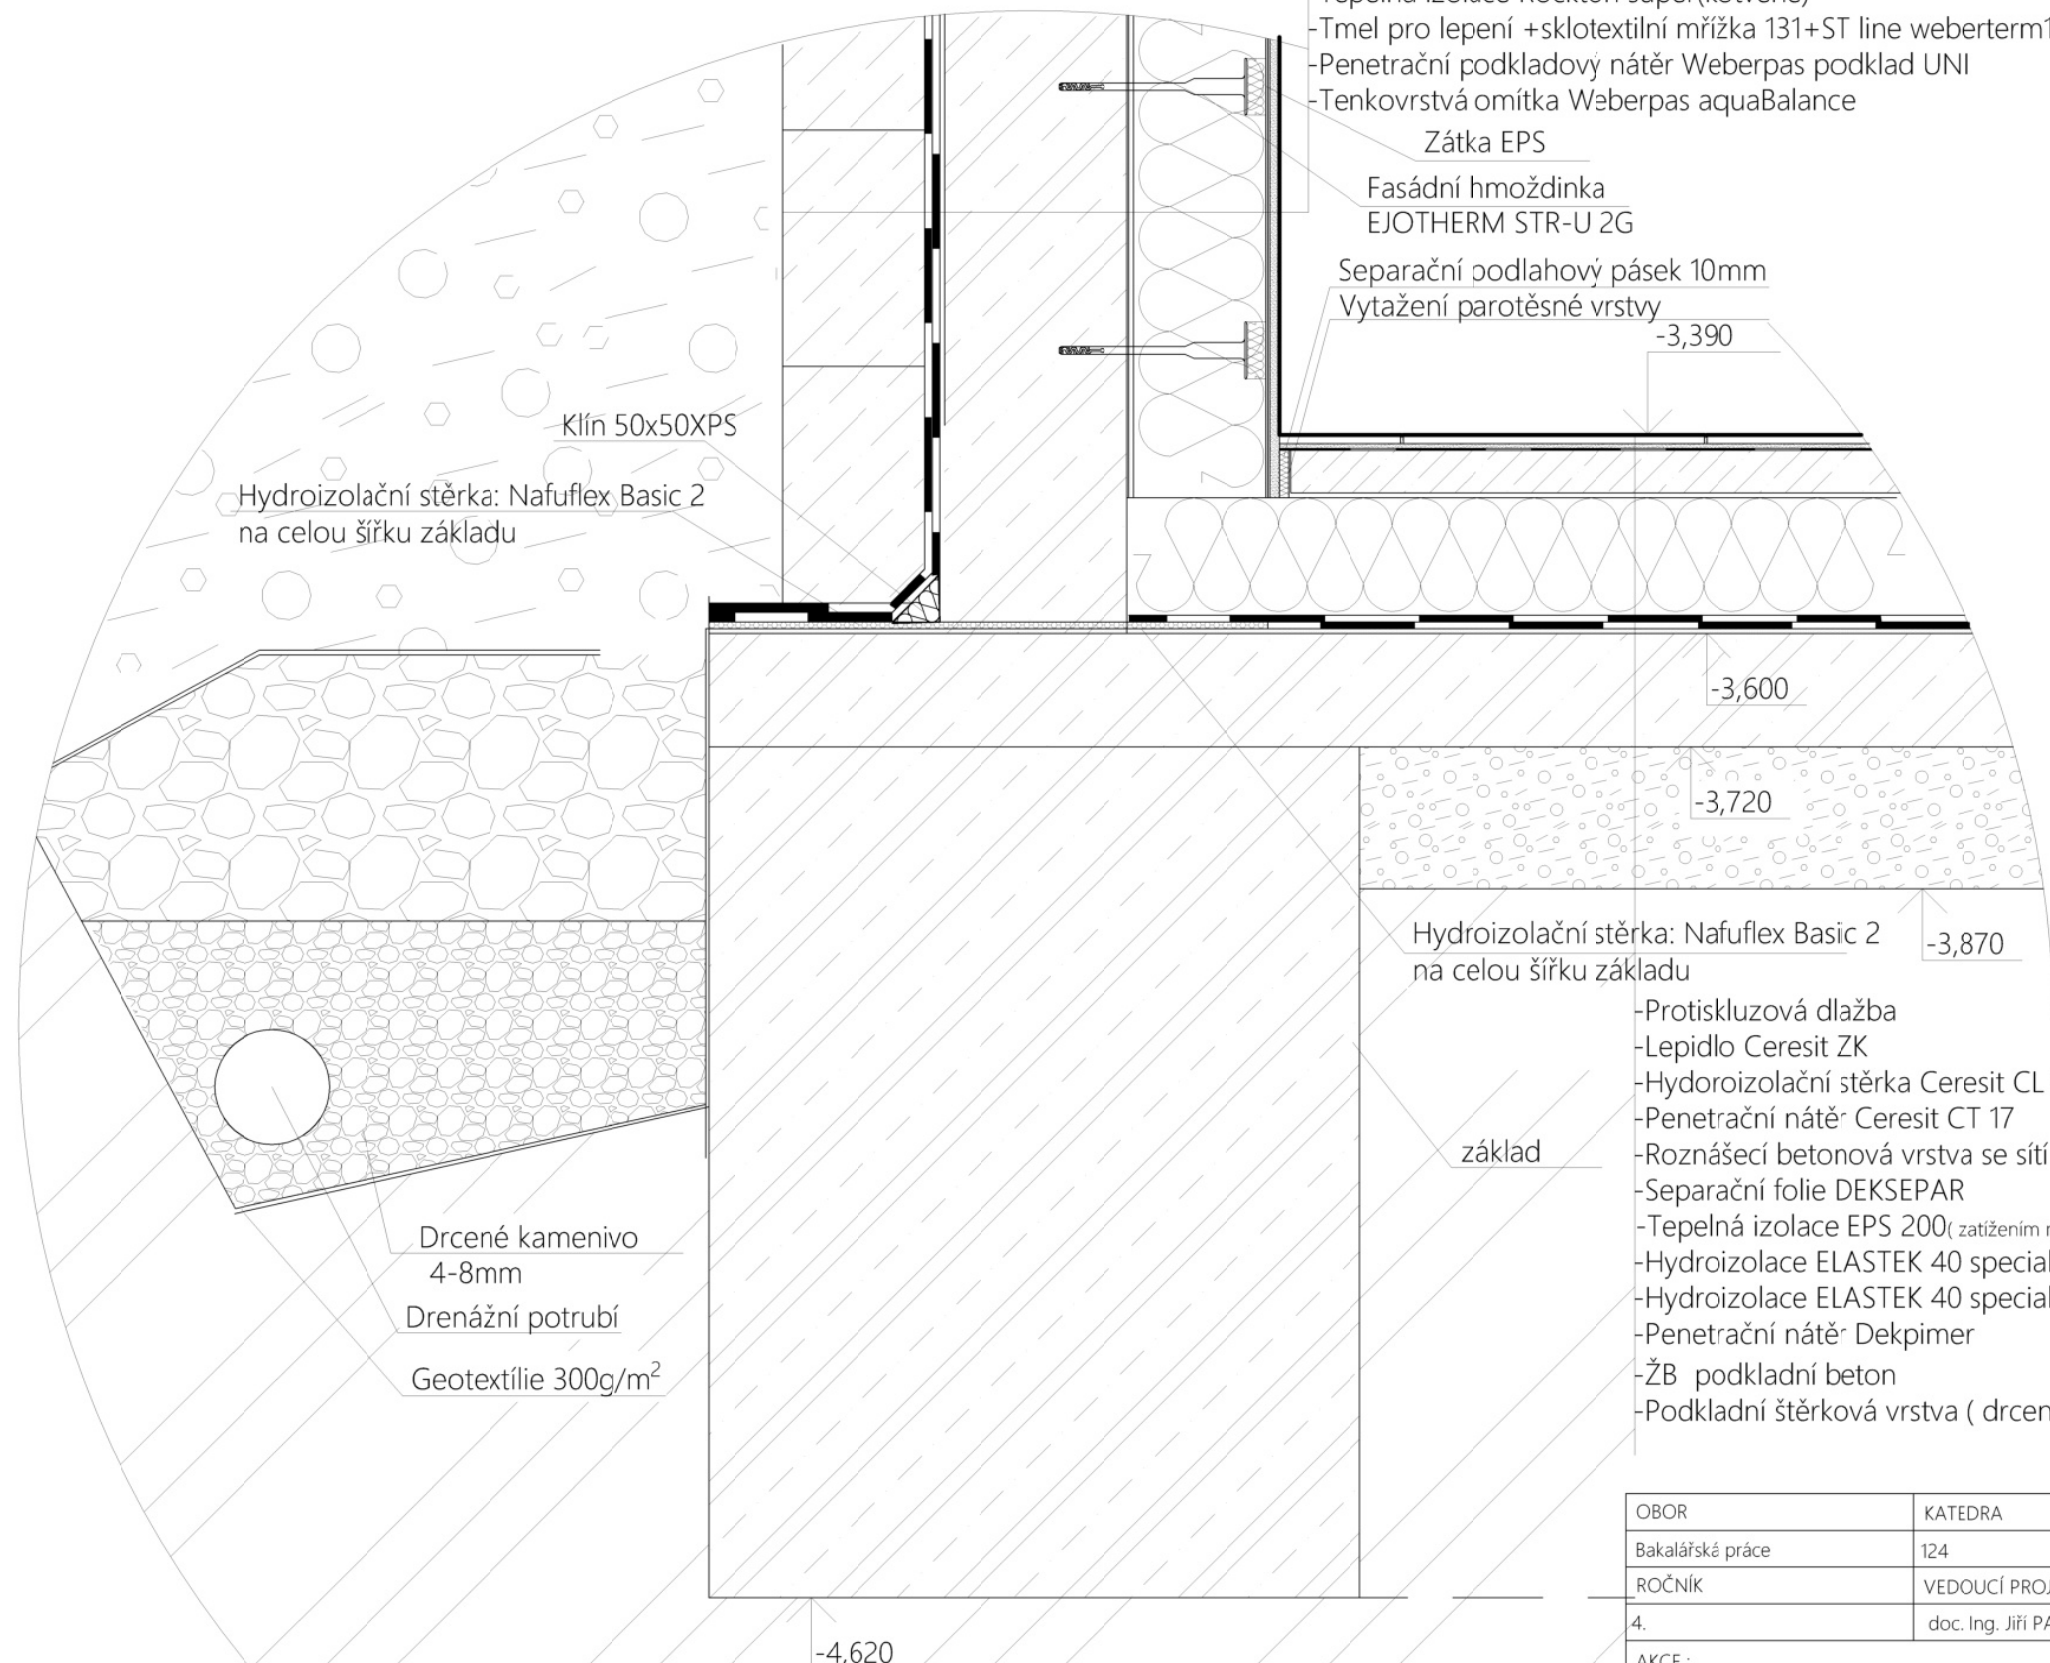 -Tmel pro lepení +sklotextilní mřížka 131+ST line weberterm
-Penetrační podkladový nátěr Weberpas podklad UNI
-Tenkovrstvá omítka Weberpas aquaBalance
Zátka EPS
Fasádní hmoždinka
EJOTHERM STR-U 2G
Separační podlahový pásek 10mm
Vytažení parotěsné vrstvy
-3,390
Klín 50x50XPS
Hydroizolační stěrka: Nafuflex Basic 2
na celou šířku základu
-3,600
-3,720
Hydroizolační stěrka: Nafuflex Basic 2
na celou šířku základu
-3,870
-Protiskluzová dlažba
-Lepidlo Ceresit ZK
-Hydoroizolační stěrka Ceresit CL
-Penetrační nátěr Ceresit CT 17
-Roznášecí betonová vrstva se sítí
-Separační folie DEKSEPAR
-Tepelná izolace EPS 200( zatížením
-Hydroizolace ELASTEK 40 special
-Hydroizolace ELASTEK 40 special
-Penetrační nátěr Dekpimer
-ŽB podkladní beton
-Podkladní štěrková vrstva ( drcen
základ
Drcené kamenivo
4-8mm
Drenážní potrubí
Geotextílie 300g/m²
-4,620
OBOR KATEDRA
Bakalářská práce 124
ROČNÍK VEDOUCÍ PROJ
4. doc. Ing. Jiří PA
AKCE :